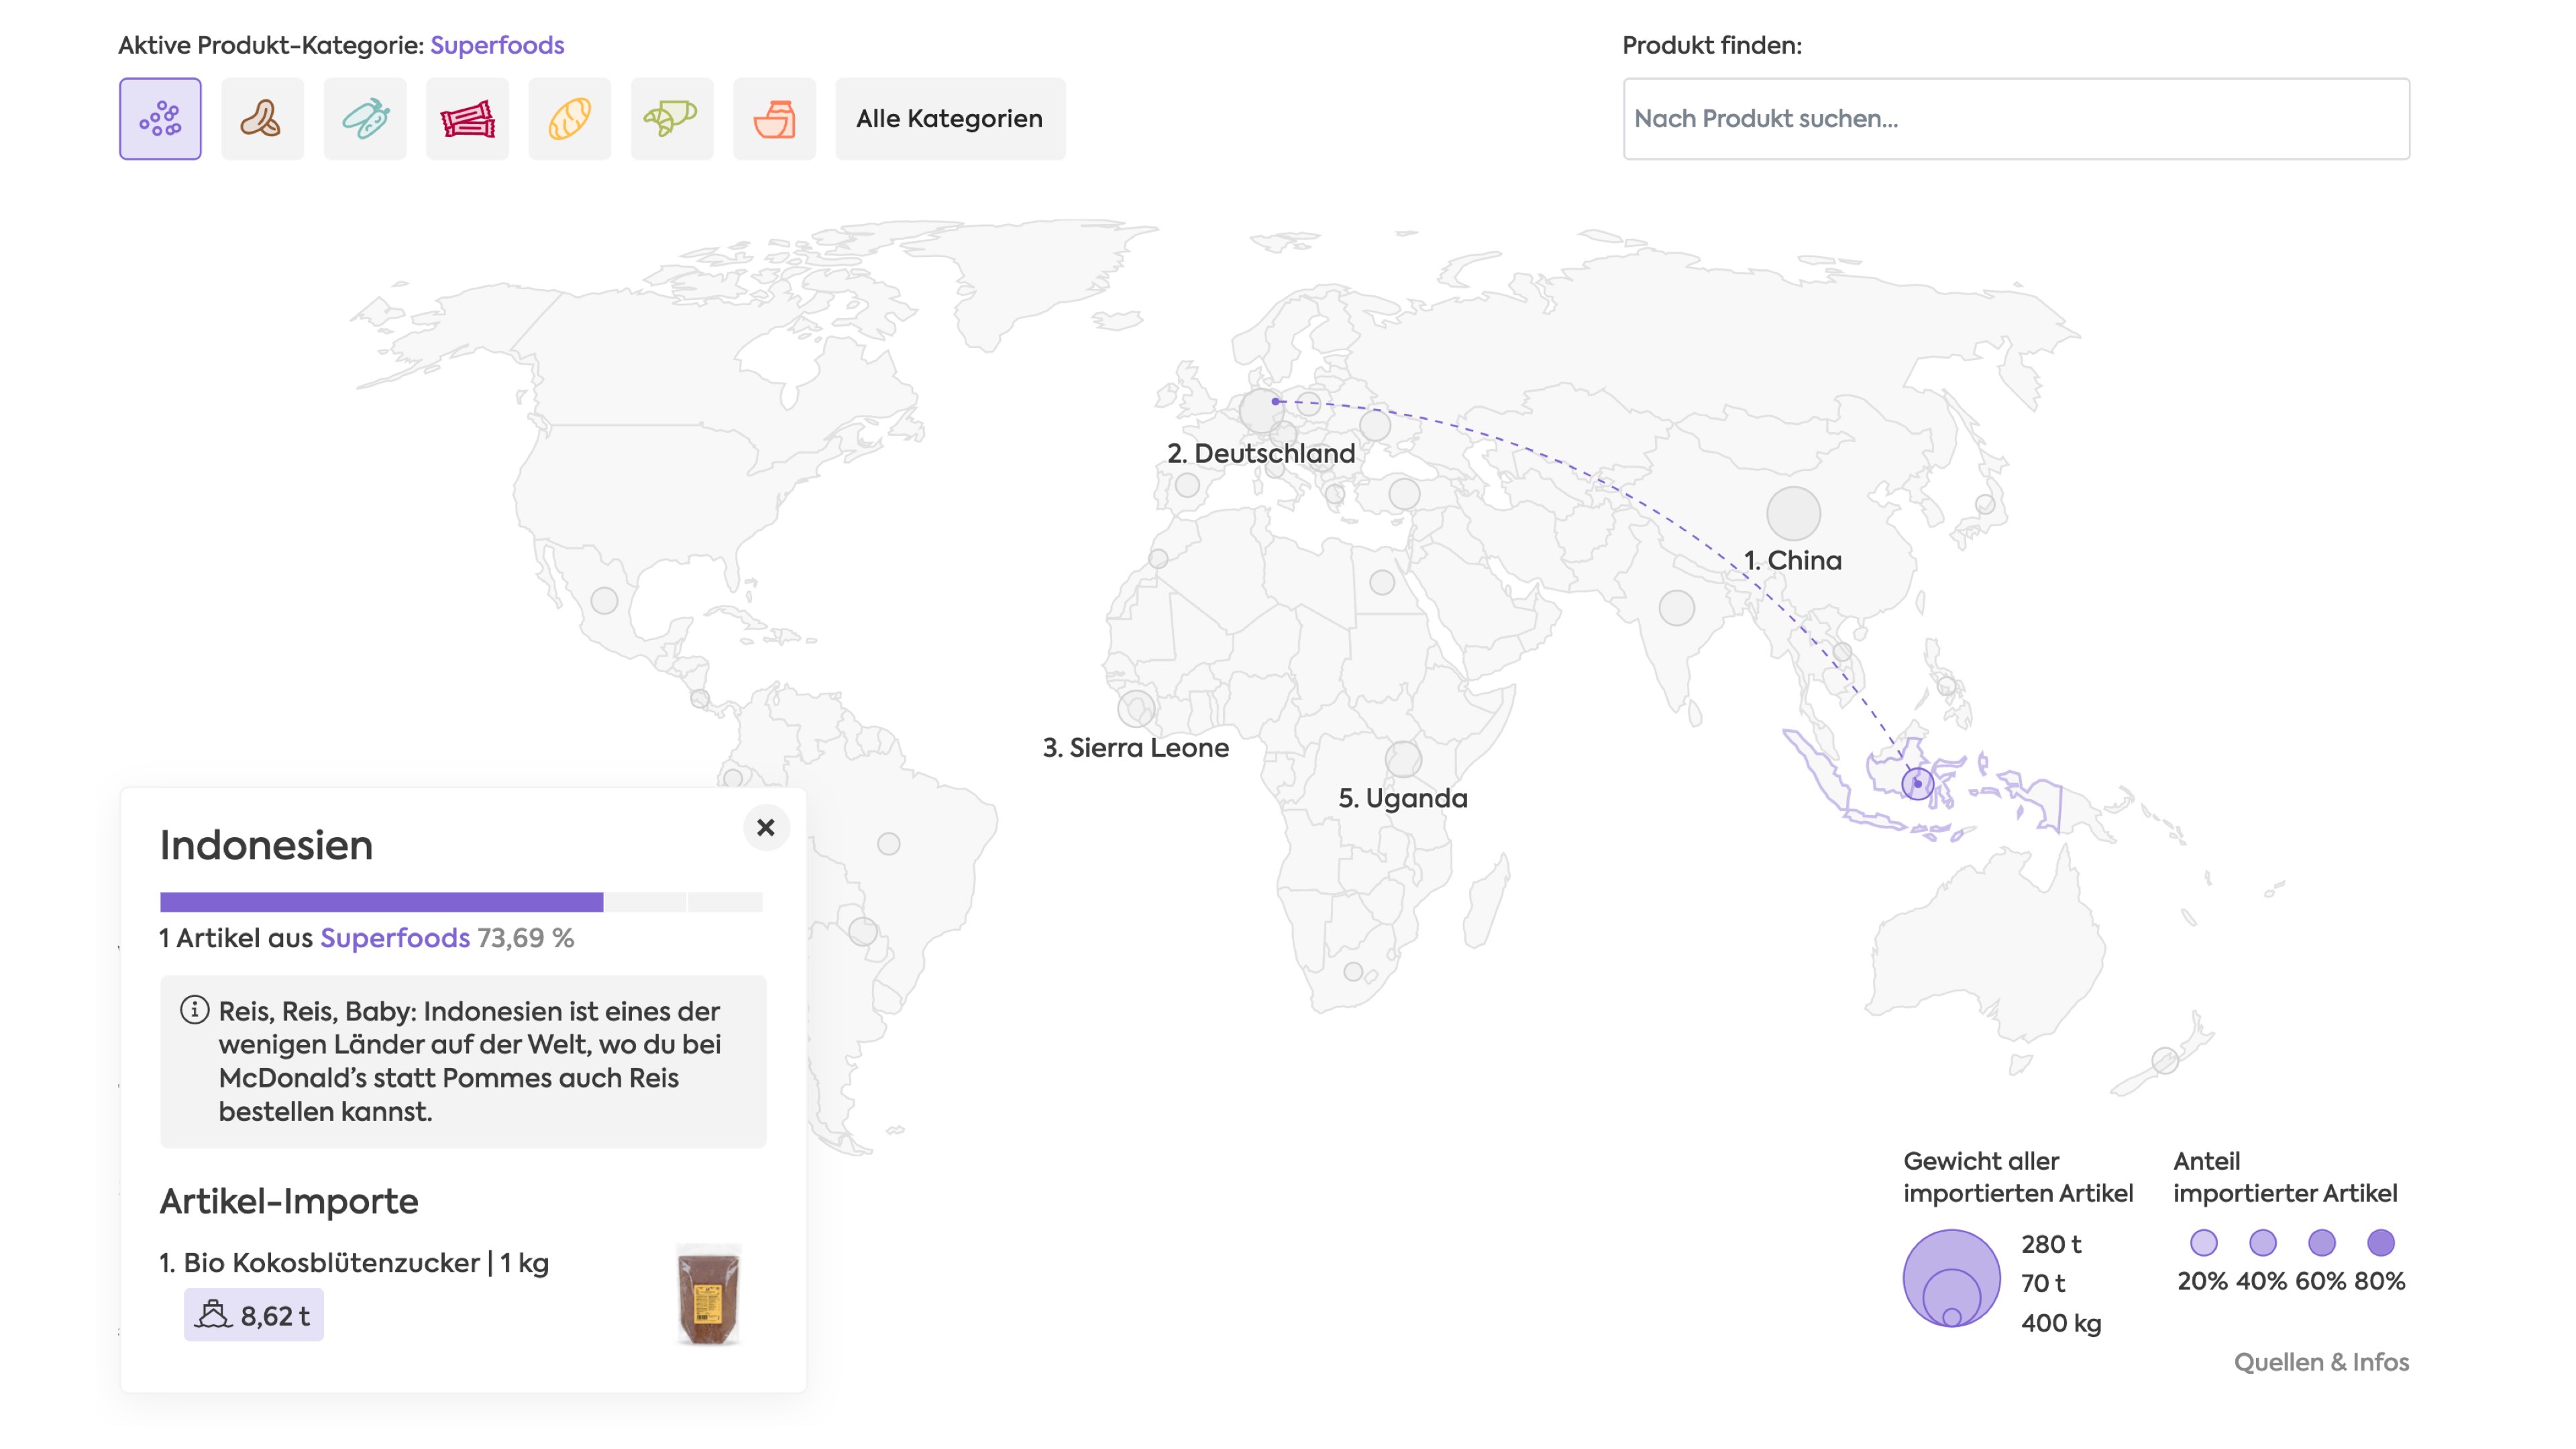 Aktive Produkt-Kategorie: Superfoods
Produkt finden:
Alle Kategorien
Nach Produkt suchen...
2. Deutschland
1. China
3. Sierra Leone
5. Uganda
Indonesien
1 Artikel aus Superfoods 73,69 %
Reis, Reis, Baby: Indonesien ist eines der
wenigen Länder auf der Welt, wo du bei
McDonald’s statt Pommes auch Reis
bestellen kannst.
Artikel-Importe
1. Bio Kokosblütenzucker | 1 kg
8,62 t
Gewicht aller
importierten Artikel
280 t
70 t
400 kg
Anteil
importierter Artikel
20% 40% 60% 80%
Quellen & Infos